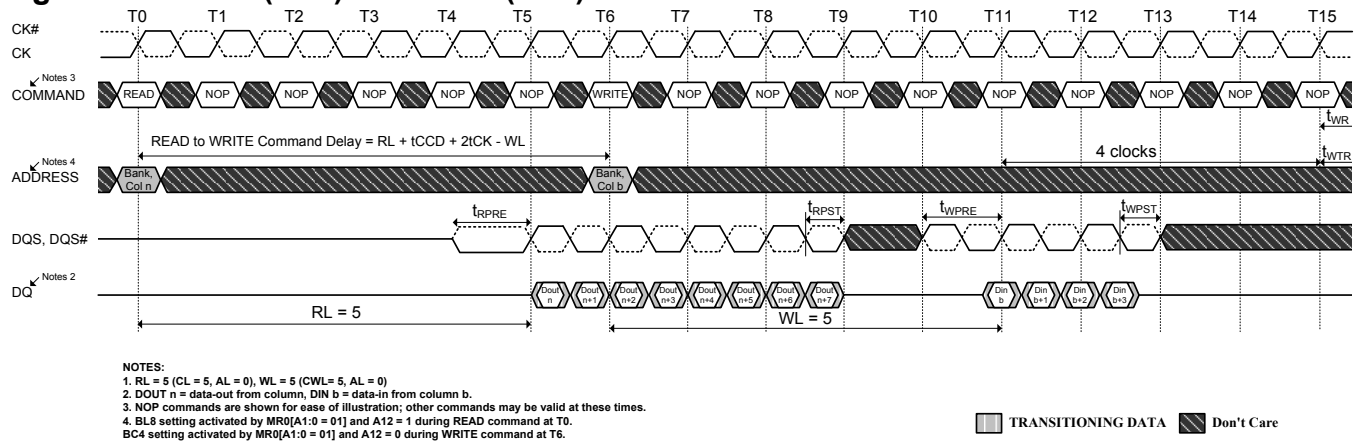 T0 T1 T2 T3 T4 T5 T6 T7 T8 T9 T10 T11 T12 T13 T14 T15
CK#
CK
Notes 3
COMMAND READ NOP NOP NOP NOP NOP WRITE NOP NOP NOP NOP NOP NOP NOP NOP NOP
tWR
READ to WRITE Command Delay = RL + tCCD + 2tCK - WL
4 clocks
tWTR
Notes 4
ADDRESS
Bank, Col n
Bank, Col b
tRPRE tRPST tWPRE tWPST
DQS, DQS#
Notes 2
DQ
Dout n Dout n+1 Dout n+2 Dout n+3 Dout n+4 Dout n+5 Dout n+6 Dout n+7 Din b Din b+1 Din b+2 Din b+3
RL = 5
WL = 5
NOTES:
1. RL = 5 (CL = 5, AL = 0), WL = 5 (CWL= 5, AL = 0)
2. DOUT n = data-out from column, DIN b = data-in from column b.
3. NOP commands are shown for ease of illustration; other commands may be valid at these times.
4. BL8 setting activated by MR0[A1:0 = 01] and A12 = 1 during READ command at T0.
BC4 setting activated by MR0[A1:0 = 01] and A12 = 0 during WRITE command at T6.
TRANSITIONING DATA Don't Care